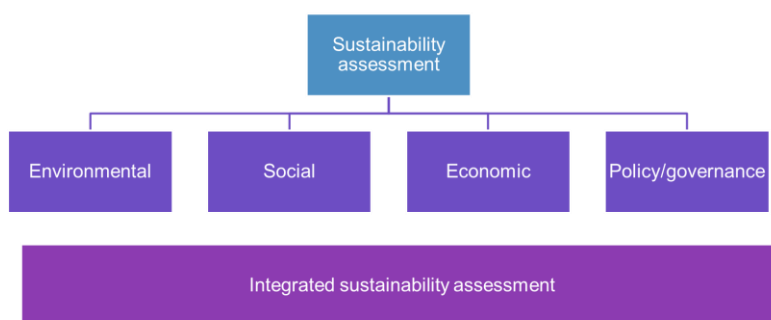 Sustainability
assessment
Environmental
Social
Economic
Policy/governance
Integrated sustainability assessment